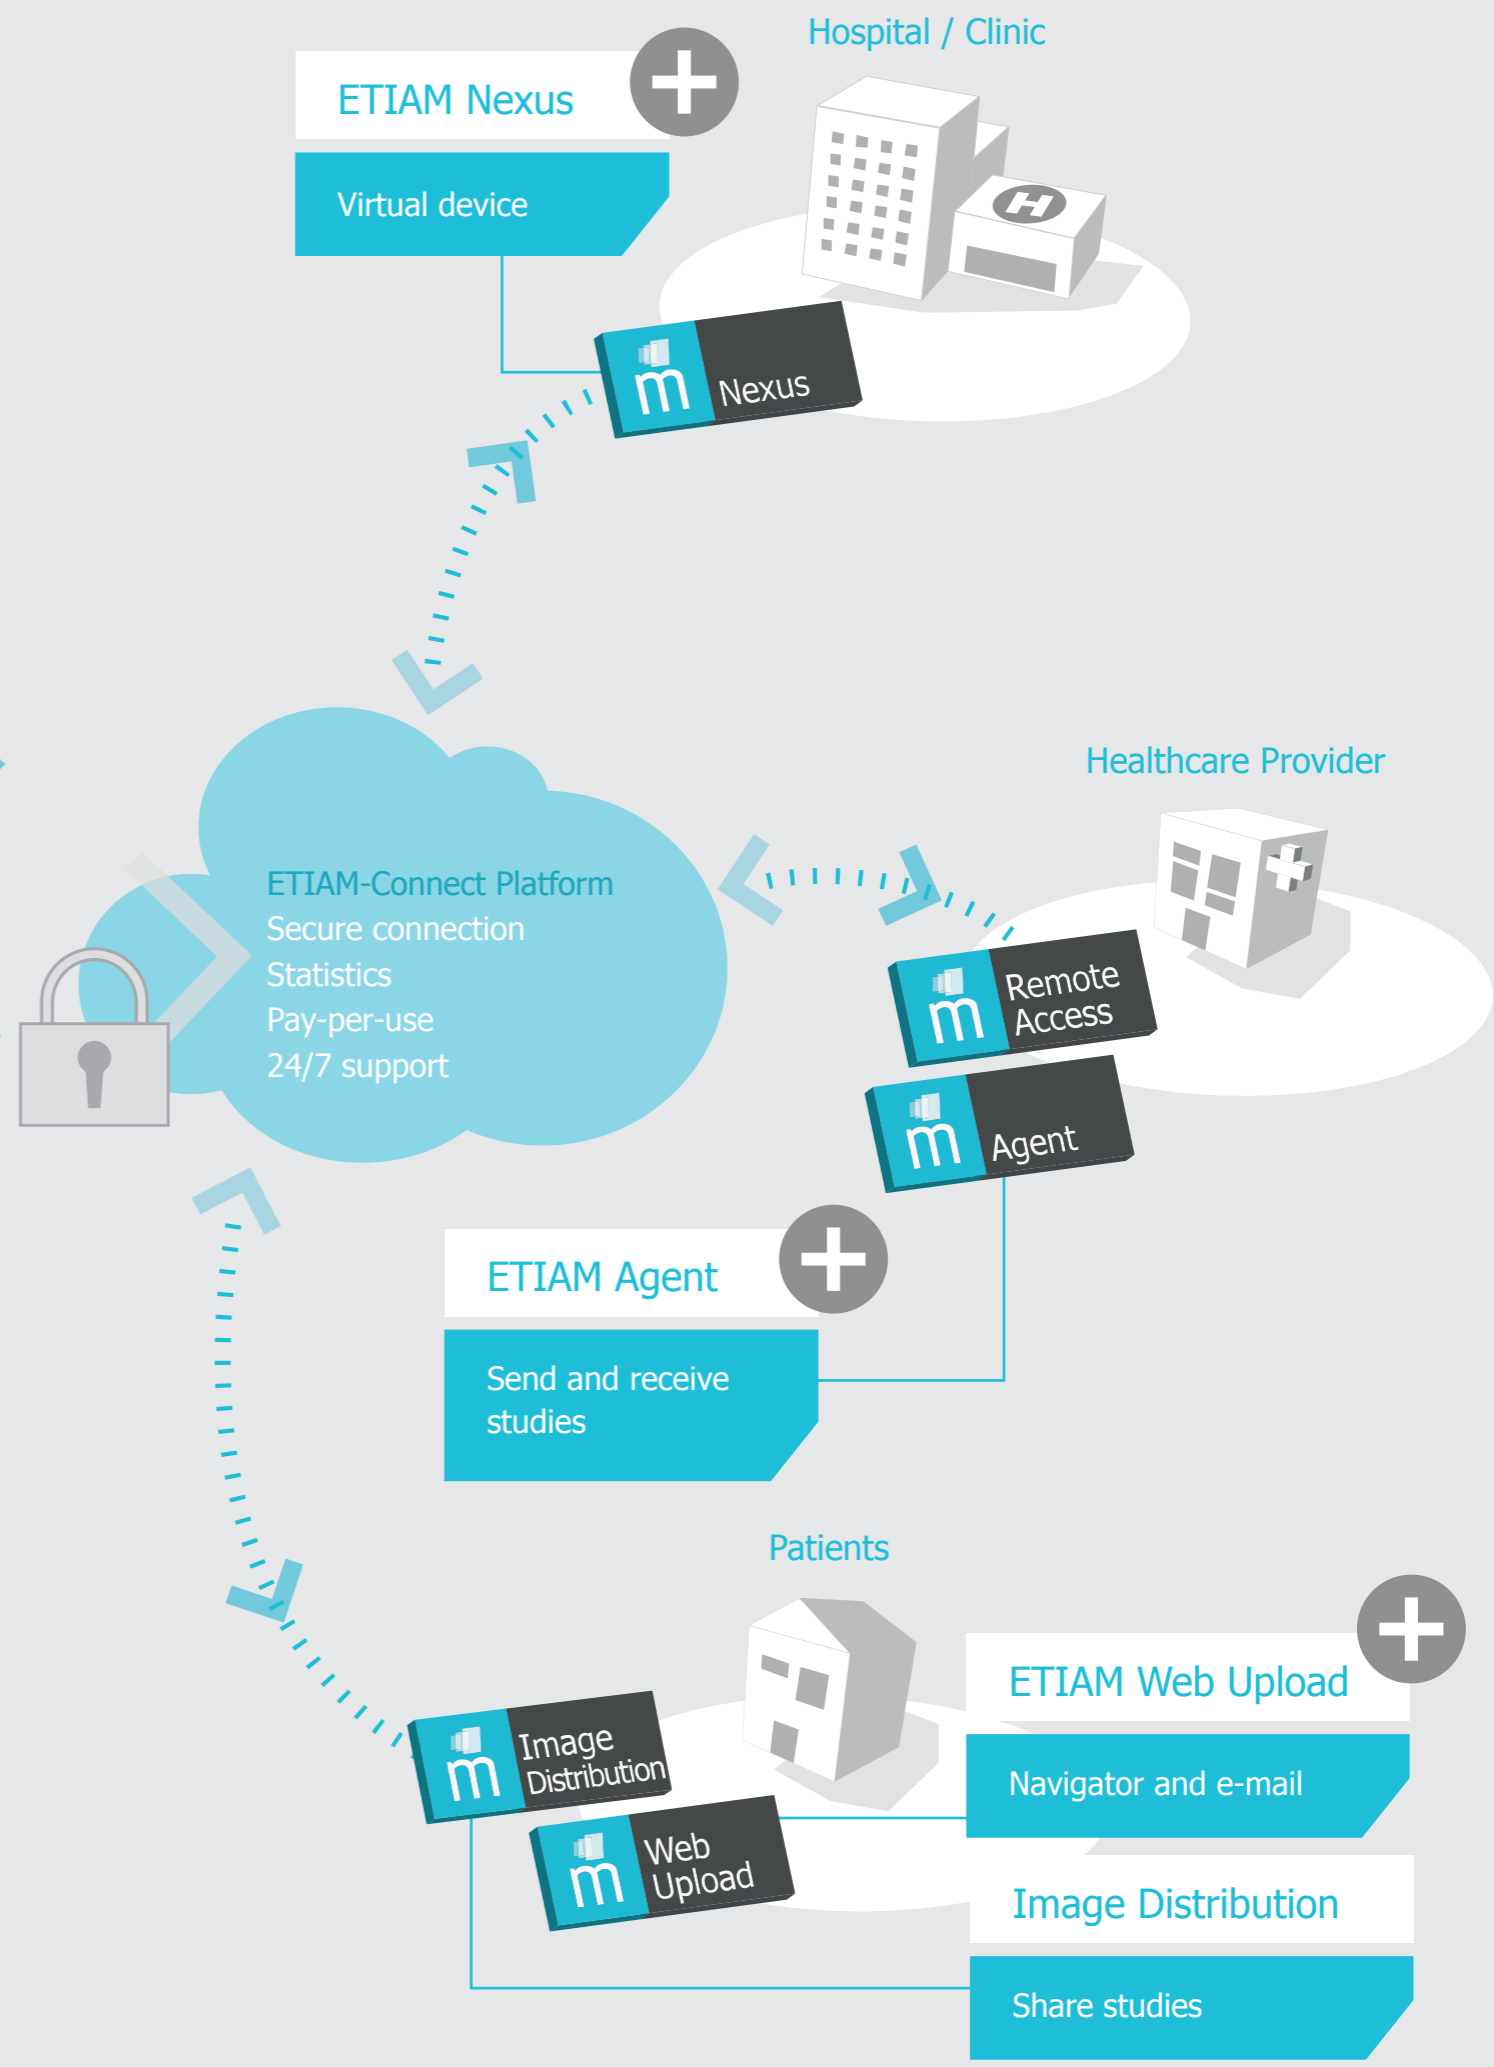 Hospital / Clinic
ETIAM Nexus
Virtual device
H
m
Nexus
ETIAM-Connect Platform
Secure connection
Statistics
Pay-per-use
24/7 support
Healthcare Provider
m
Remote
Access
m
Agent
ETIAM Agent
Send and receive
studies
Patients
m
Image
Distribution
m
Web
Upload
ETIAM Web Upload
Navigator and e-mail
Image Distribution
Share studies